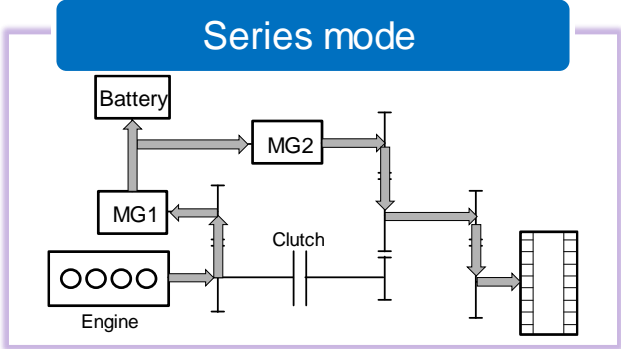 Series mode
Battery
MG2
MG1
Clutch
Engine